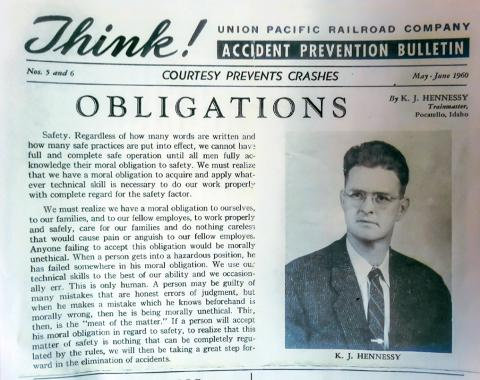 Think!
UNION PACIFIC RAILROAD COMPANY
ACCIDENT PREVENTION BULLETIN
Nos. 5 and 6
COURTESY PREVENTS CRASHES
May-June 1960
OBLIGATIONS
By K. J. HENNESSY
Trainmaster,
Pocatello, Idaho
Safety. Regardless of how many words are written and
how many safe practices are put into effect, we cannot have
full and complete safe operation until all men fully ac-
knowledge their moral obligation to safety. We must realize
that we have a moral obligation to acquire and apply what-
ever technical skill is necessary to do our work properly
with complete regard for the safety factor.
We must realize we have a moral obligation to ourselves,
to our families, and to our fellow employes, to work properly
and safely, care for our families and do nothing careless
that would cause pain or anguish to our fellow employes.
Anyone failing to accept this obligation would be morally
unethical. When a person gets into a hazardous position, he
has failed somewhere in his moral obligation. We use our
technical skills to the best of our ability and we occasion-
ally err. This is only human. A person may be guilty of
many mistakes that are honest errors of judgment, but
when he makes a mistake which he knows beforehand is
morally wrong, then he is being morally unethical. This,
then, is the "meat of the matter." If a person will accept
his moral obligation in regard to safety, to realize that this
matter of safety is nothing that can be completely regu-
lated by the rules, we will then be taking a great step for-
ward in the elimination of accidents.
K. J. HENNESSY